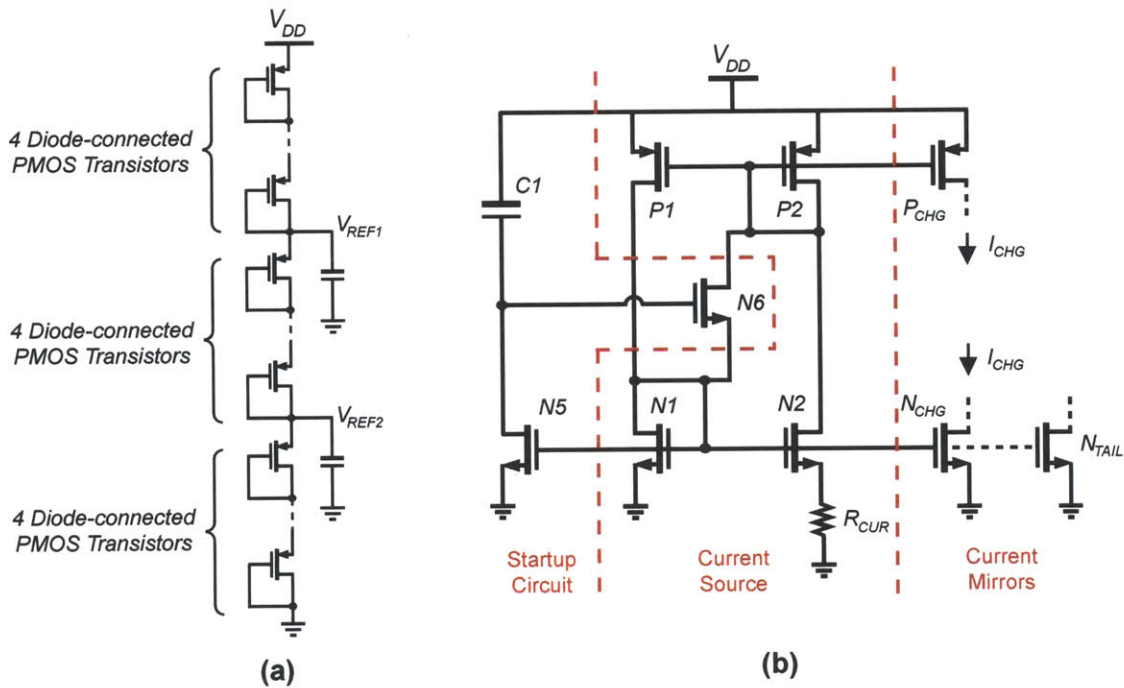 V_DD
4 Diode-connected
PMOS Transistors
V_REF1
4 Diode-connected
PMOS Transistors
V_REF2
4 Diode-connected
PMOS Transistors
(a)
V_DD
C1
P1
P2
P_CHG
I_CHG
N6
I_CHG
N5
N1
N2
N_CHG
N_TAIL
R_CUR
Startup
Circuit
Current
Source
Current
Mirrors
(b)